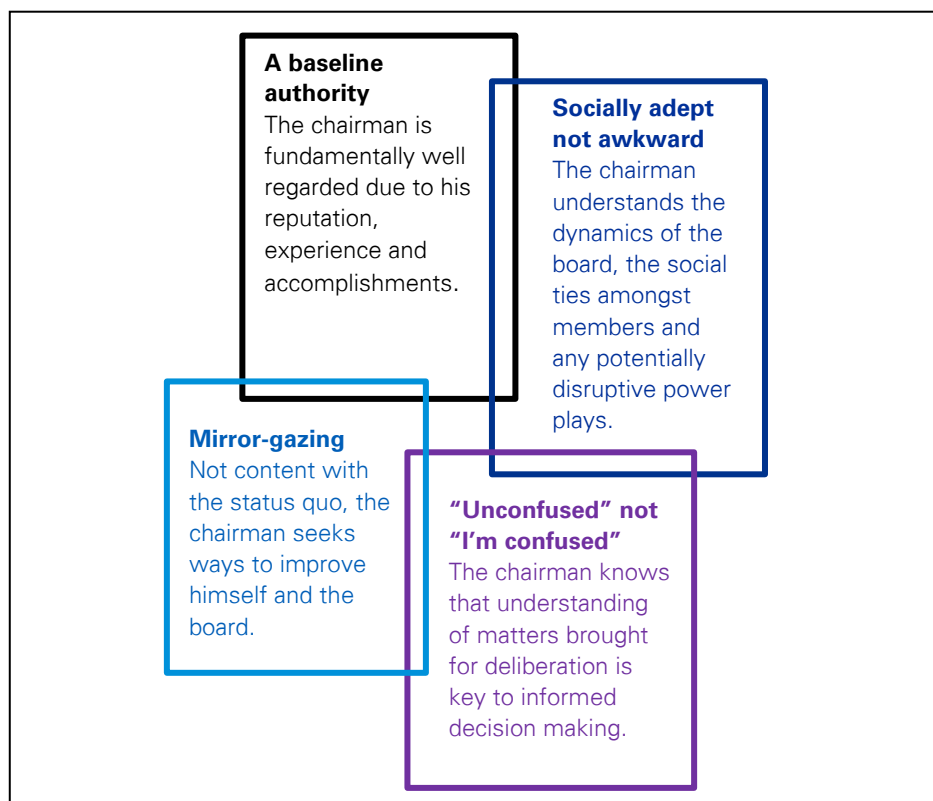 A baseline
authority
The chairman is
fundamentally well
regarded due to his
reputation,
experience and
accomplishments.
Socially adept
not awkward
The chairman
understands the
dynamics of the
board, the social
ties amongst
members and
any potentially
disruptive power
plays.
Mirror-gazing
Not content with
the status quo, the
chairman seeks
ways to improve
himself and the
board.
“Unconfused” not
“I’m confused”
The chairman knows
that understanding
of matters brought
for deliberation is
key to informed
decision making.